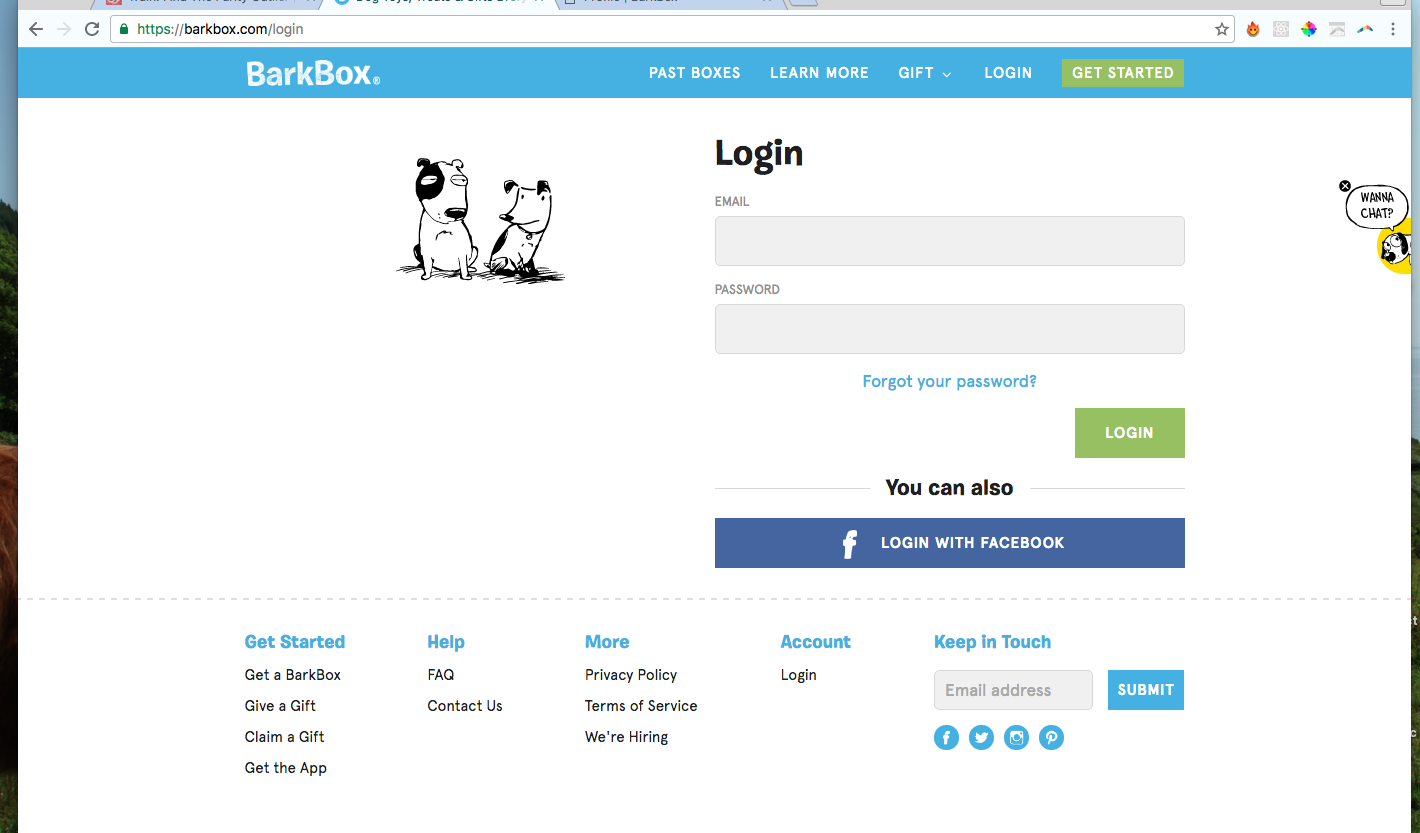 https://barkbox.com/login
BarkBox®
PAST BOXES LEARN MORE GIFT LOGIN GET STARTED
Login
EMAIL
PASSWORD
Forgot your password?
LOGIN
You can also
f LOGIN WITH FACEBOOK
WANNA
CHAT?
Get Started
Get a BarkBox
Give a Gift
Claim a Gift
Get the App
Help
FAQ
Contact Us
More
Privacy Policy
Terms of Service
We're Hiring
Account
Login
Keep in Touch
Email address SUBMIT